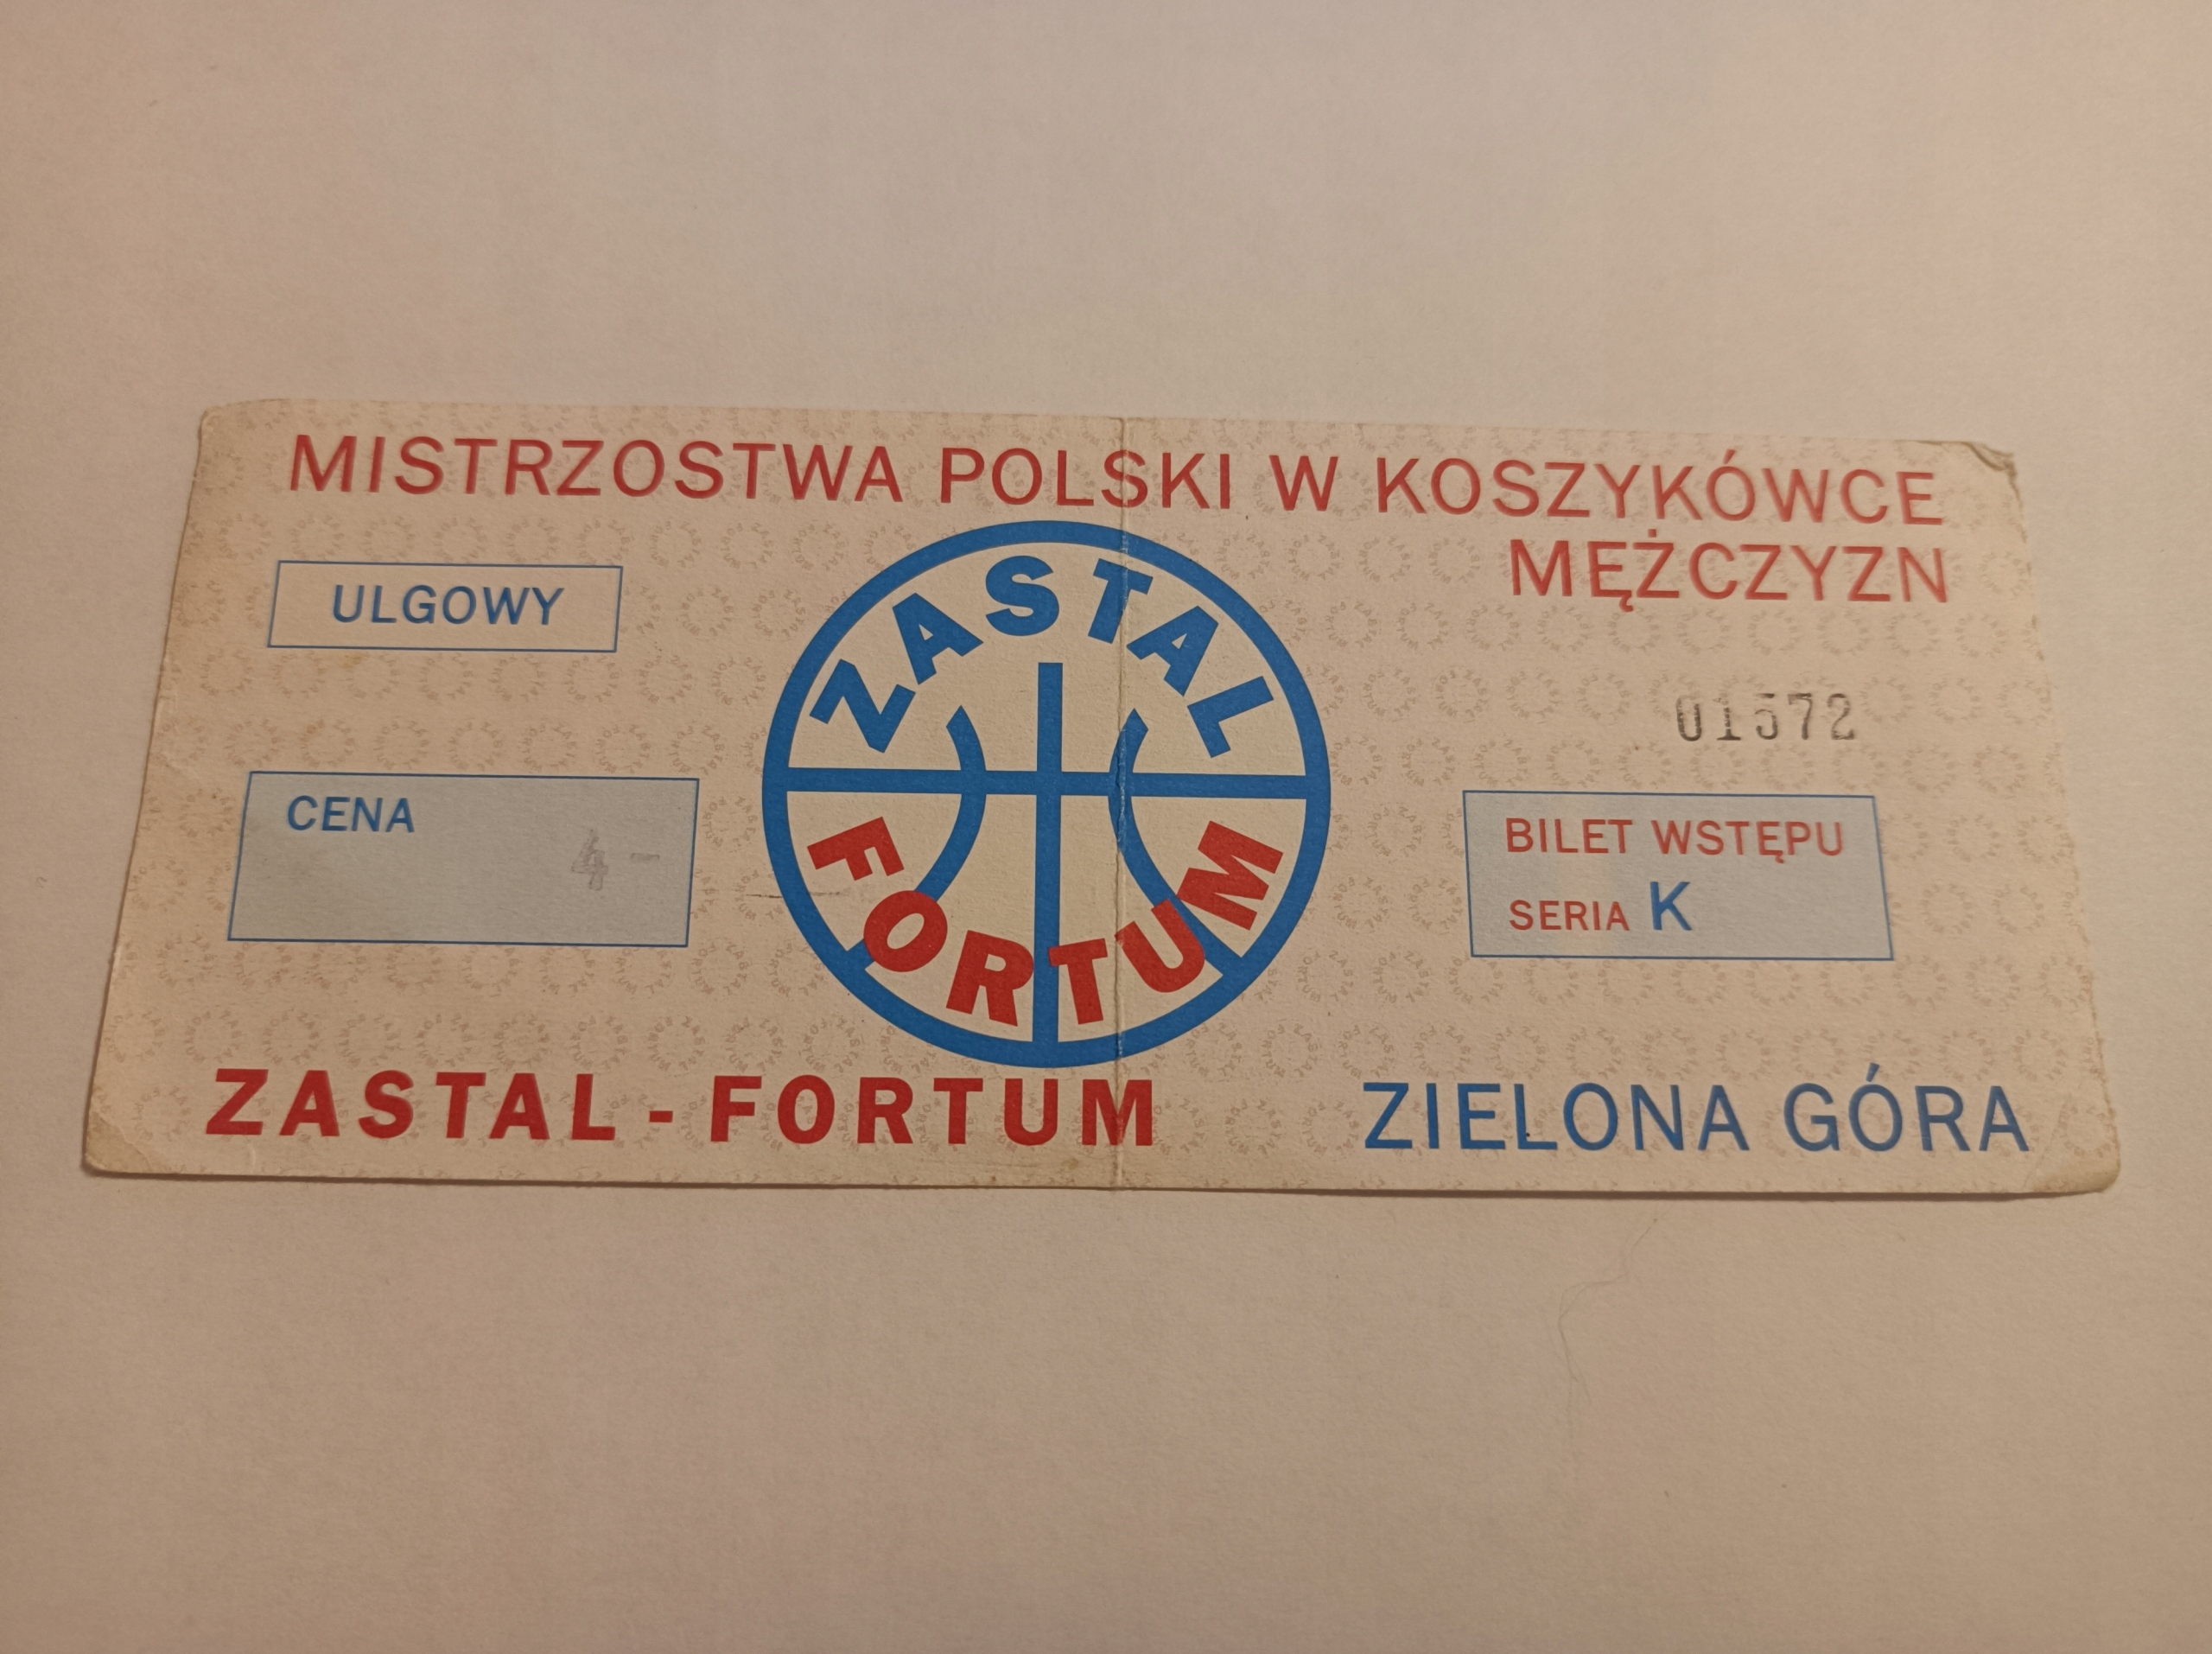 MISTRZOSTWA POLSKI W KOSZYKÓWCE
MĘŻCZYZN
ULGOWY
ZASTAL
FORTUM
01572
CENA
4 -
BILET WSTĘPU
SERIA K
ZASTAL - FORTUM
ZIELONA GÓRA